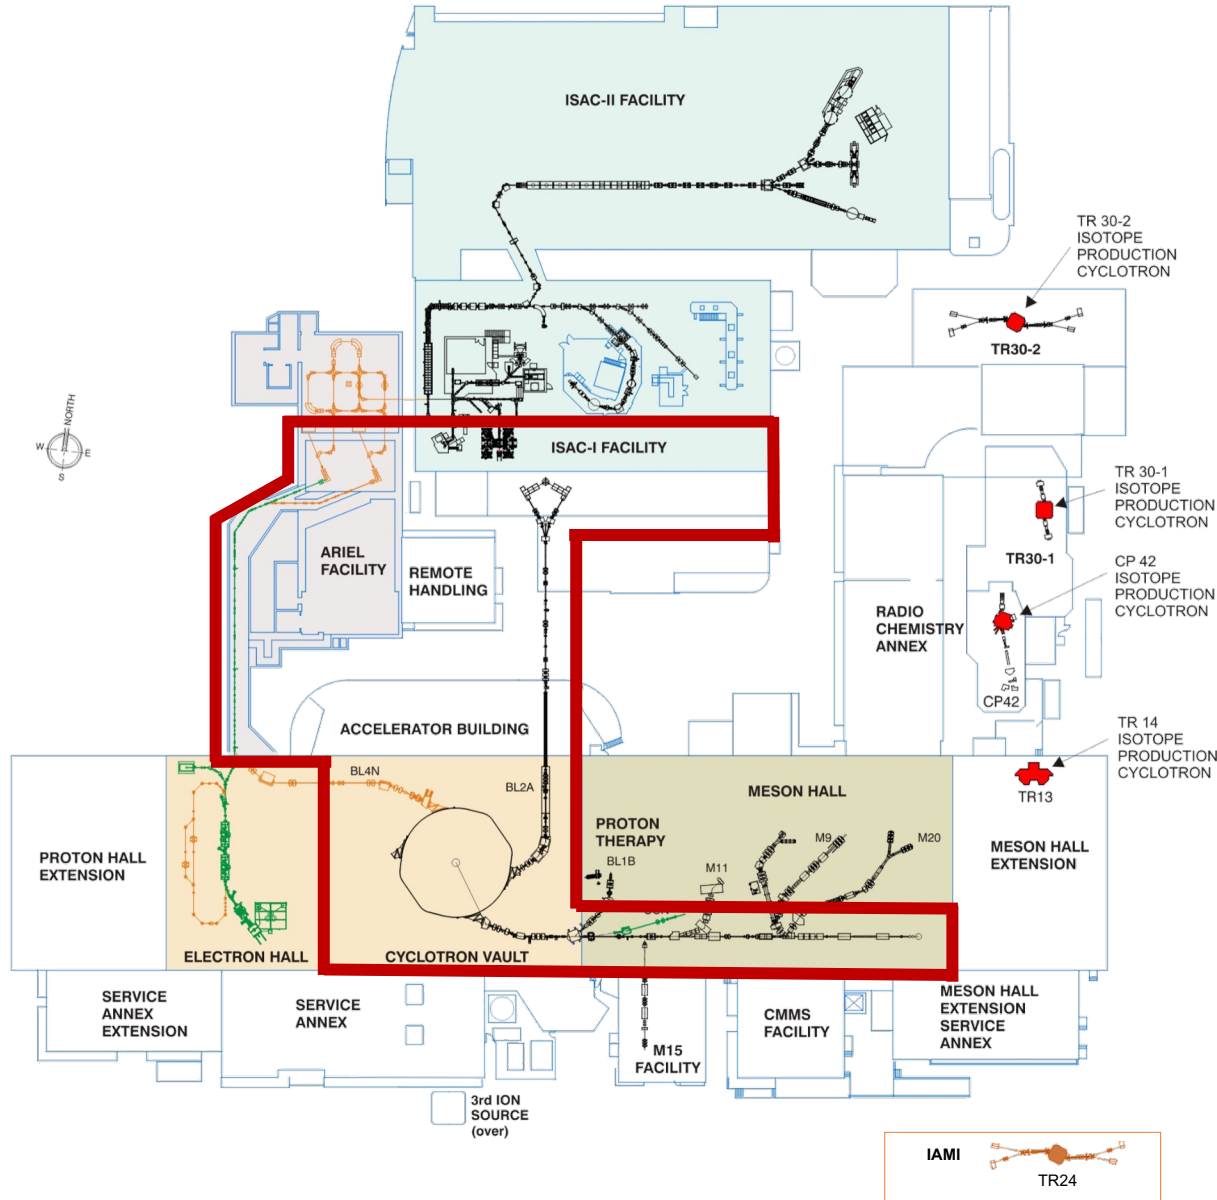 ISAC-II FACILITY
TR 30-2
ISOTOPE
PRODUCTION
CYCLOTRON
TR30-2
NORTH
W
E
S
ISAC-I FACILITY
TR 30-1
ISOTOPE
PRODUCTION
CYCLOTRON
TR30-1
ARIEL
FACILITY
REMOTE
HANDLING
CP 42
ISOTOPE
PRODUCTION
CYCLOTRON
RADIO
CHEMISTRY
ANNEX
CP42
ACCELERATOR BUILDING
TR 14
ISOTOPE
PRODUCTION
CYCLOTRON
TR13
BL4N
BL2A
MESON HALL
PROTON
THERAPY
BL1B
M9
M20
M11
PROTON HALL
EXTENSION
MESON HALL
EXTENSION
ELECTRON HALL
CYCLOTRON VAULT
SERVICE
ANNEX
EXTENSION
SERVICE
ANNEX
M15
FACILITY
CMMS
FACILITY
MESON HALL
EXTENSION
SERVICE
ANNEX
3rd ION
SOURCE
(over)
IAMI
TR24